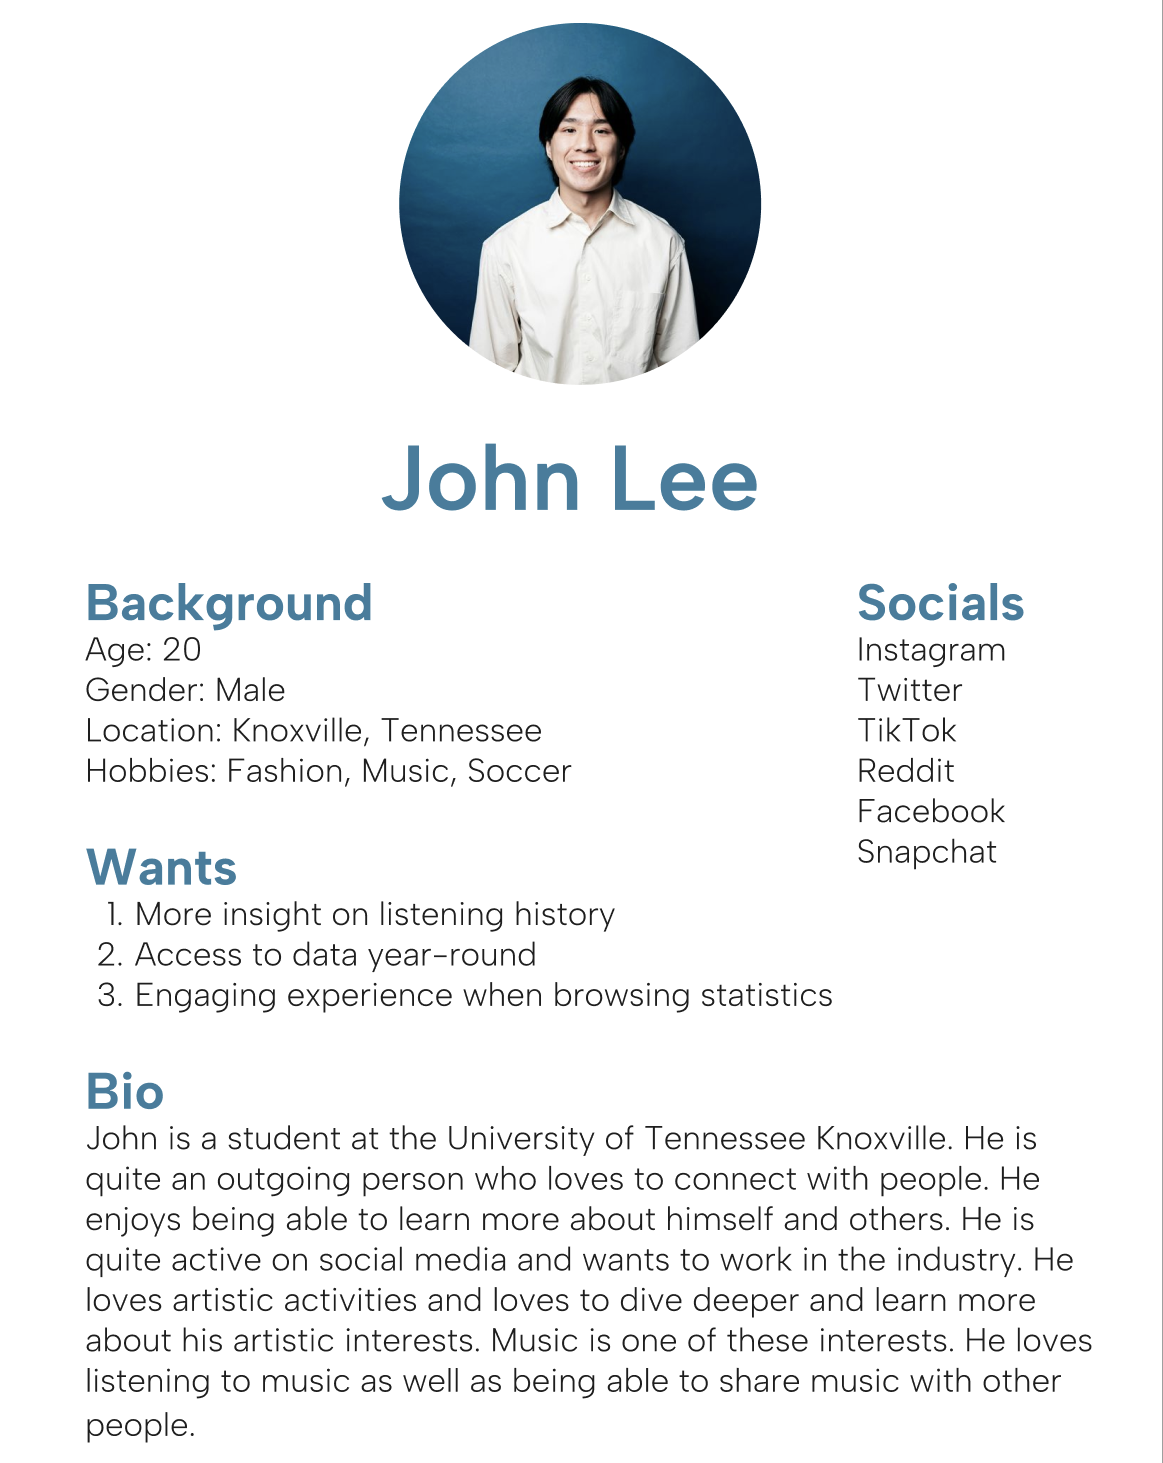 John Lee
Background
Age: 20
Gender: Male
Location: Knoxville, Tennessee
Hobbies: Fashion, Music, Soccer
Socials
Instagram
Twitter
TikTok
Reddit
Facebook
Snapchat
Wants
1. More insight on listening history
2. Access to data year-round
3. Engaging experience when browsing statistics
Bio
John is a student at the University of Tennessee Knoxville. He is
quite an outgoing person who loves to connect with people. He
enjoys being able to learn more about himself and others. He is
quite active on social media and wants to work in the industry. He
loves artistic activities and loves to dive deeper and learn more
about his artistic interests. Music is one of these interests. He loves
listening to music as well as being able to share music with other
people.